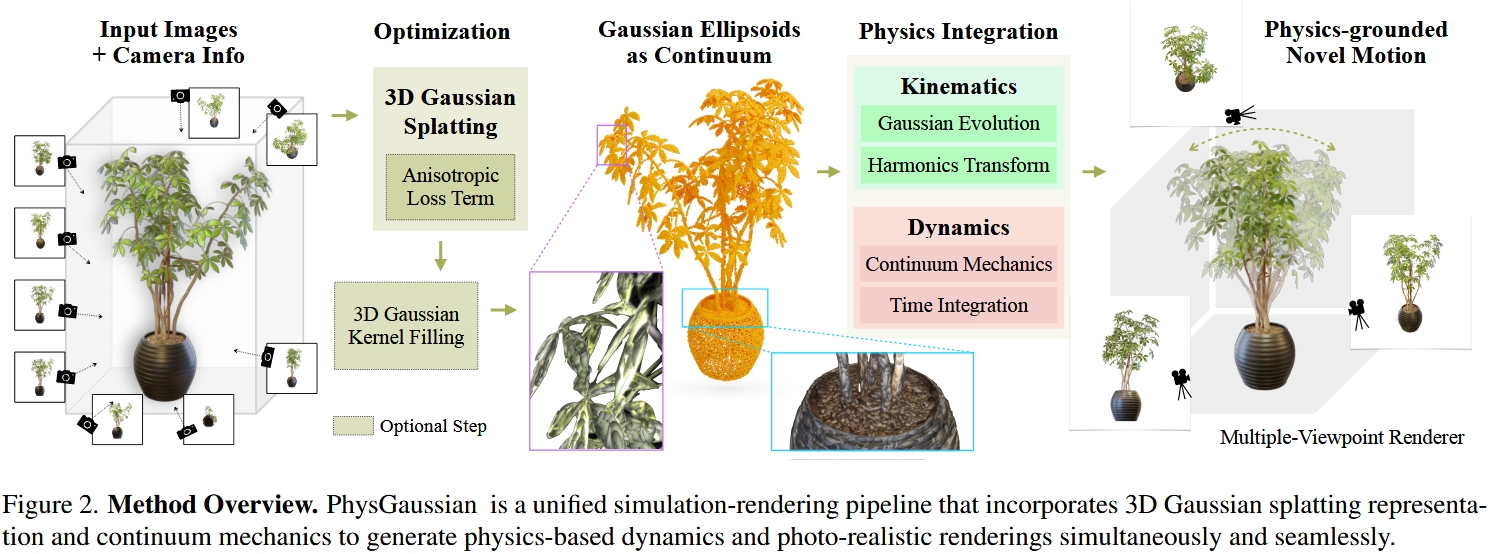 Input Images
+ Camera Info
Optimization
3D Gaussian
Splatting
Anisotropic
Loss Term
3D Gaussian
Kernel Filling
Optional Step
Gaussian Ellipsoids
as Continuum
Physics Integration
Kinematics
Gaussian Evolution
Harmonics Transform
Dynamics
Continuum Mechanics
Time Integration
Physics-grounded
Novel Motion
Multiple-Viewpoint Renderer
Figure 2. Method Overview. PhysGaussian is a unified simulation-rendering pipeline that incorporates 3D Gaussian splatting representa-
tion and continuum mechanics to generate physics-based dynamics and photo-realistic renderings simultaneously and seamlessly.